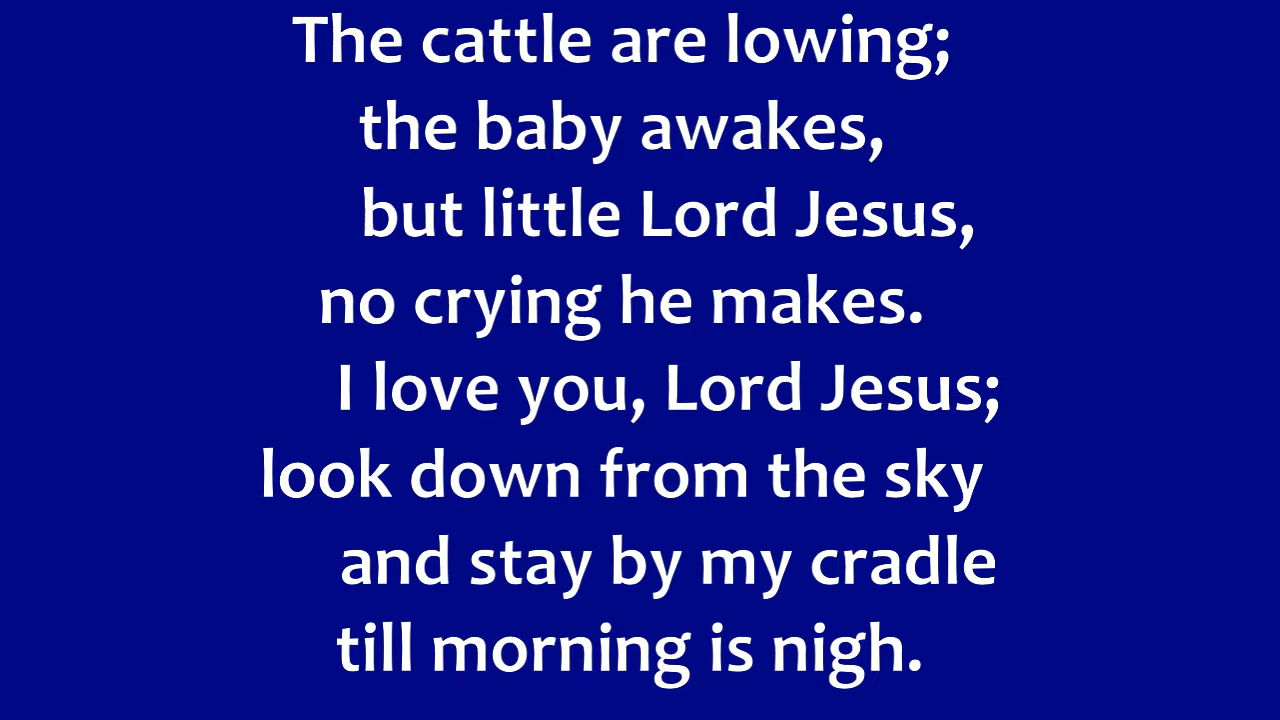 The cattle are lowing;
the baby awakes,
but little Lord Jesus,
no crying he makes.
I love you, Lord Jesus;
look down from the sky
and stay by my cradle
till morning is nigh.